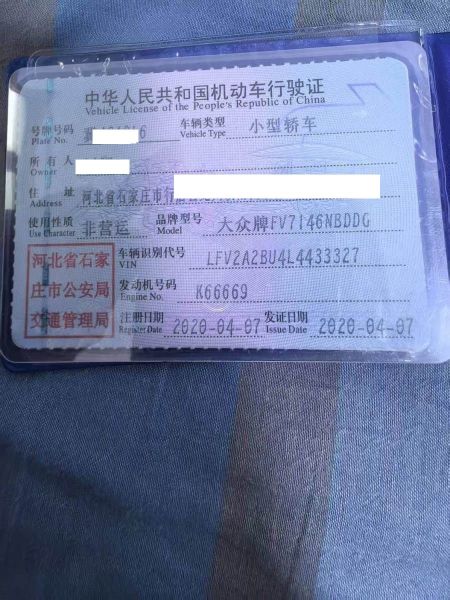 中华人民共和国机动车行驶证
Vehicle License of the People's Republic of China
号牌号码 车辆类型 小型轿车
Plate No. Vehicle Type
所有人
Owner
住址 河北省石家庄市行
Address
使用性质 非营运 品牌型号 大众牌FV7146NBDDG
Use Character Model
河北省石家 车辆识别代号 LFV2A2BU4L4433327
VIN
庄市公安局 发动机号码 K66669
Engine No.
交通管理局 注册日期 2020-04-07 发证日期 2020-04-07
Register Date Issue Date